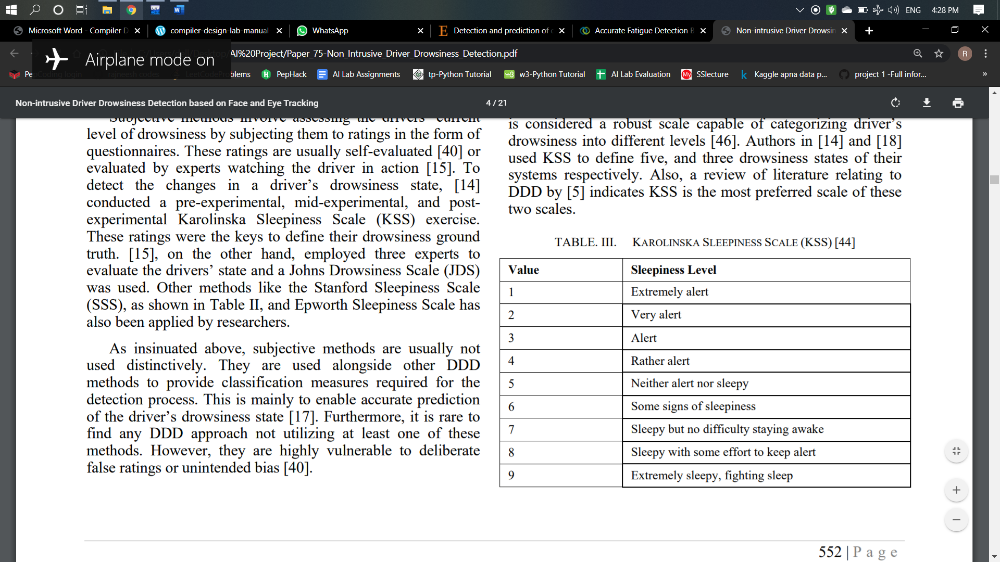 ENG
4:28 PM
Microsoft Word - Compiler D
compiler-design-lab-manual
WhatsApp
Detection and prediction of
Accurate Fatigue Detection
Non-intrusive Driver Drowsin
Airplane mode on
AI%20Project/Paper_75-Non_Intrusive_Driver_Drowsiness_Detection.pdf
R
PepHack
AI Lab Assignments
tp-Python Tutorial
w3-Python Tutorial
AI Lab Evaluation
SSlecture
Kaggle apna data p...
project 1 -Full infor...
»
Non-intrusive Driver Drowsiness Detection based on Face and Eye Tracking
4 / 21
Subjective methods involve assessing the drivers' current
level of drowsiness by subjecting them to ratings in the form of
questionnaires. These ratings are usually self-evaluated [40] or
evaluated by experts watching the driver in action [15]. To
detect the changes in a driver's drowsiness state, [14]
conducted a pre-experimental, mid-experimental, and post-
experimental Karolinska Sleepiness Scale (KSS) exercise.
These ratings were the keys to define their drowsiness ground
truth. [15], on the other hand, employed three experts to
evaluate the drivers' state and a Johns Drowsiness Scale (JDS)
was used. Other methods like the Stanford Sleepiness Scale
(SSS), as shown in Table II, and Epworth Sleepiness Scale has
also been applied by researchers.
As insinuated above, subjective methods are usually not
used distinctively. They are used alongside other DDD
methods to provide classification measures required for the
detection process. This is mainly to enable accurate prediction
of the driver's drowsiness state [17]. Furthermore, it is rare to
find any DDD approach not utilizing at least one of these
methods. However, they are highly vulnerable to deliberate
false ratings or unintended bias [40].
is considered a robust scale capable of categorizing driver's
drowsiness into different levels [46]. Authors in [14] and [18]
used KSS to define five, and three drowsiness states of their
systems respectively. Also, a review of literature relating to
DDD by [5] indicates KSS is the most preferred scale of these
two scales.
TABLE. III. KAROLINSKA SLEEPINESS SCALE (KSS) [44]
Value Sleepiness Level
1 Extremely alert
2 Very alert
3 Alert
4 Rather alert
5 Neither alert nor sleepy
6 Some signs of sleepiness
7 Sleepy but no difficulty staying awake
8 Sleepy with some effort to keep alert
9 Extremely sleepy, fighting sleep
552 | P a g e